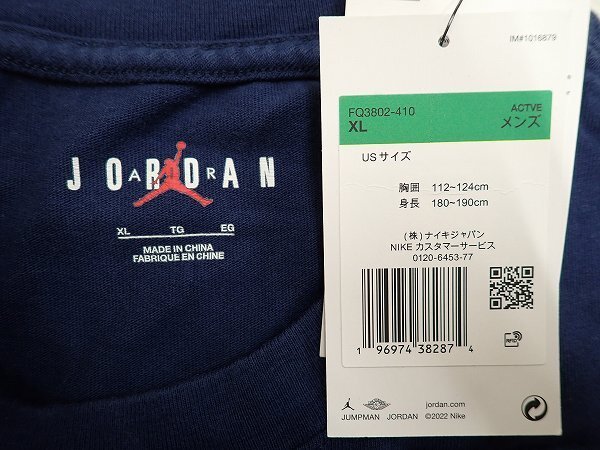 JORDAN
AIR
XL TG EG
MADE IN CHINA
FABRIQUE EN CHINE
IM#1016879
FQ3802-410 ACTVE
XL メンズ
USサイズ
胸囲 112~124cm
身長 180~190cm
(株)ナイキジャパン
NIKE カスタマーサービス
0120-6453-77
1 96974 38287 4
RFID
jordan.com
JUMPMAN JORDAN ©2022 Nike